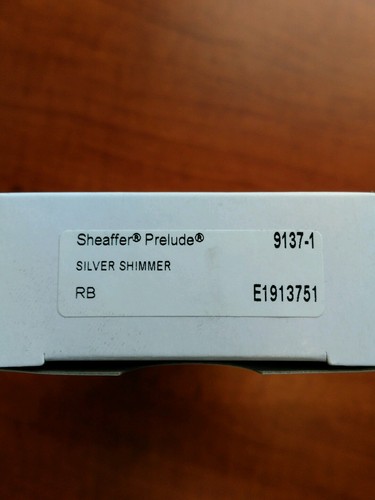 Sheaffer® Prelude® 9137-1
SILVER SHIMMER
RB E1913751